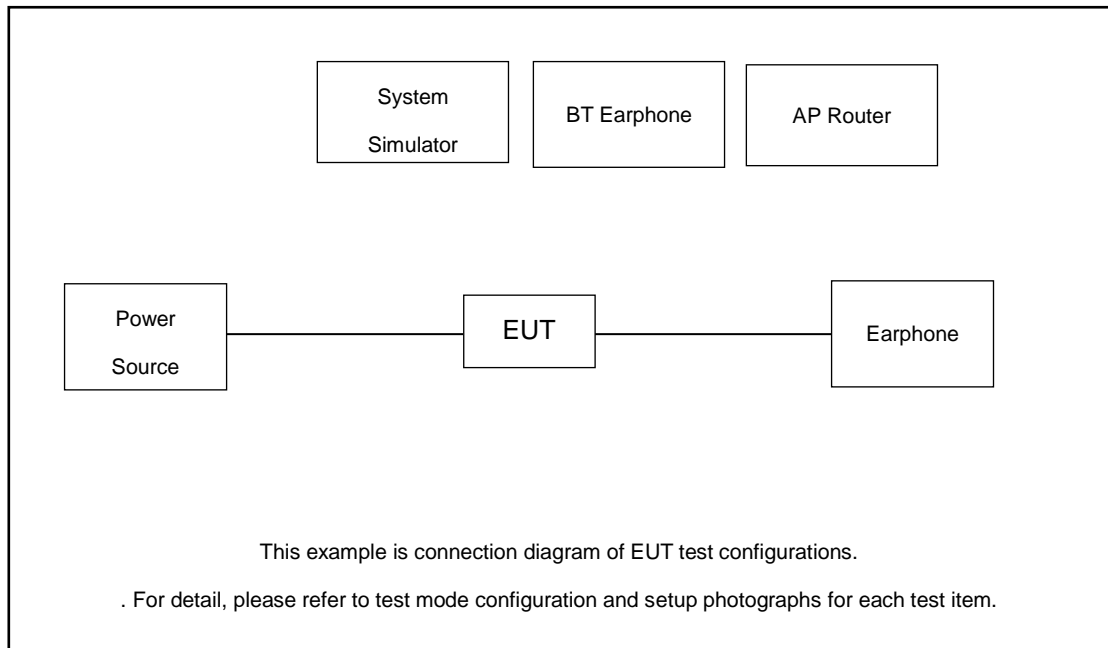 System
Simulator
BT Earphone
AP Router
Power
Source
EUT
Earphone
This example is connection diagram of EUT test configurations.
. For detail, please refer to test mode configuration and setup photographs for each test item.